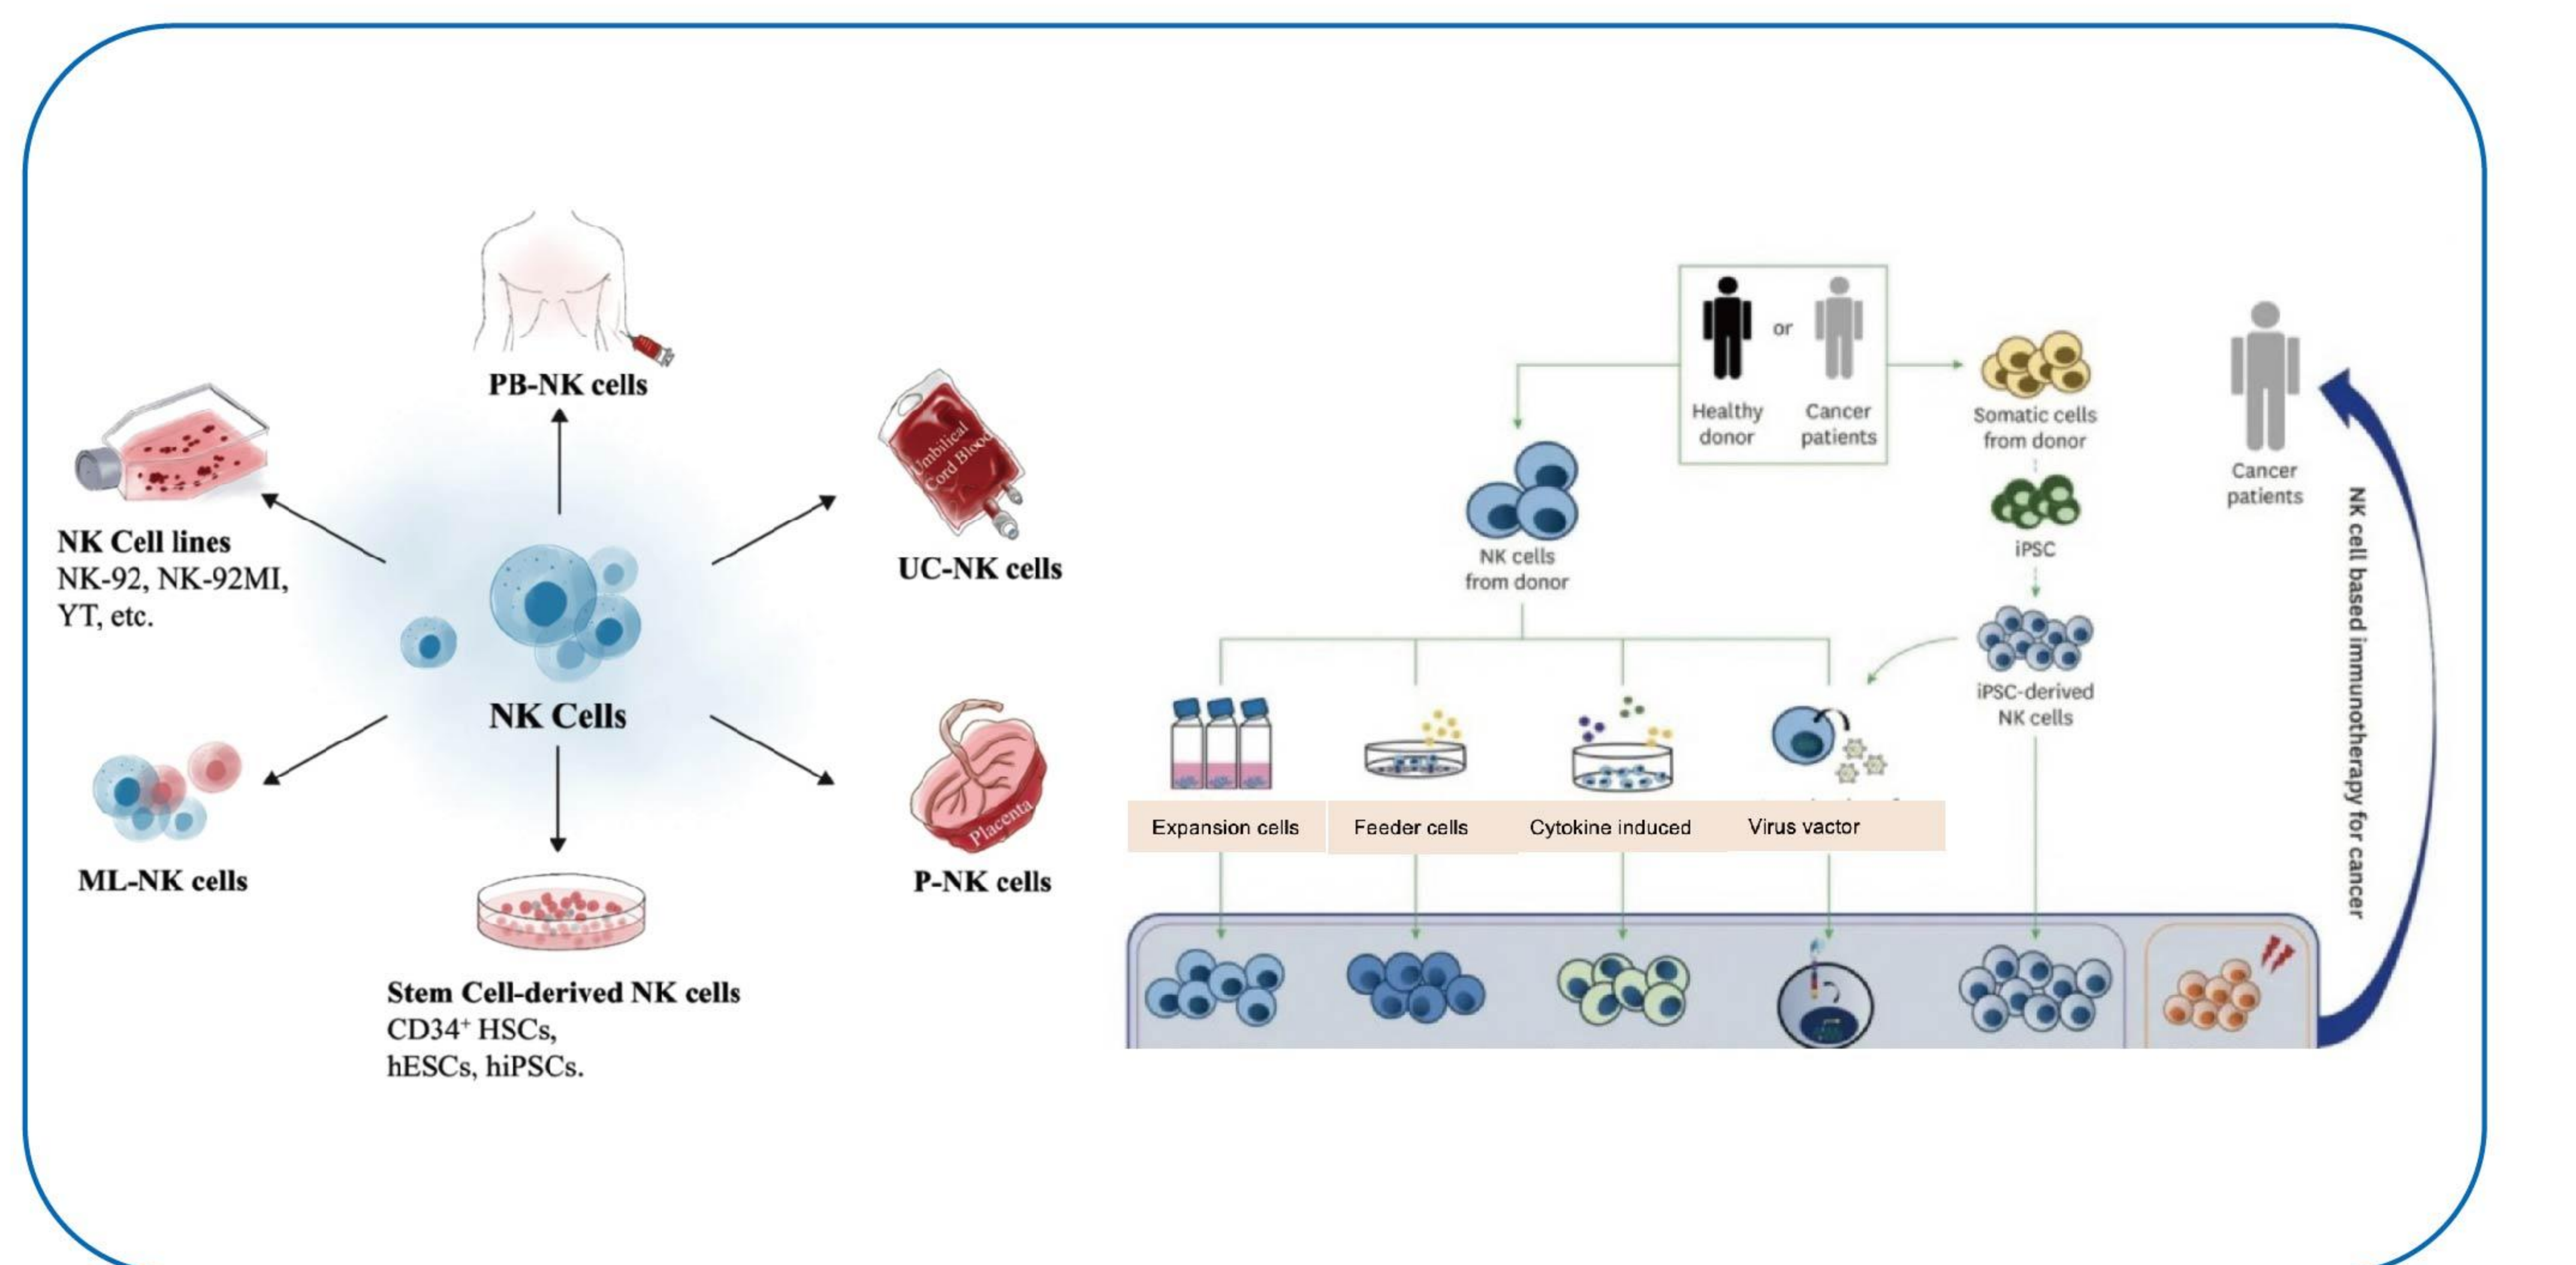 PB-NK cells
Umbilical
Cord Blood
UC-NK cells
NK Cell lines
NK-92, NK-92MI,
YT, etc.
NK Cells
ML-NK cells
Placenta
P-NK cells
Stem Cell-derived NK cells
CD34⁺ HSCs,
hESCs, hiPSCs.
or
Healthy
donor
Cancer
patients
Somatic cells
from donor
Cancer
patients
iPSC
NK cells
from donor
iPSC-derived
NK cells
Expansion cells
Feeder cells
Cytokine induced
Virus vactor
NK cell based immunotherapy for cancer